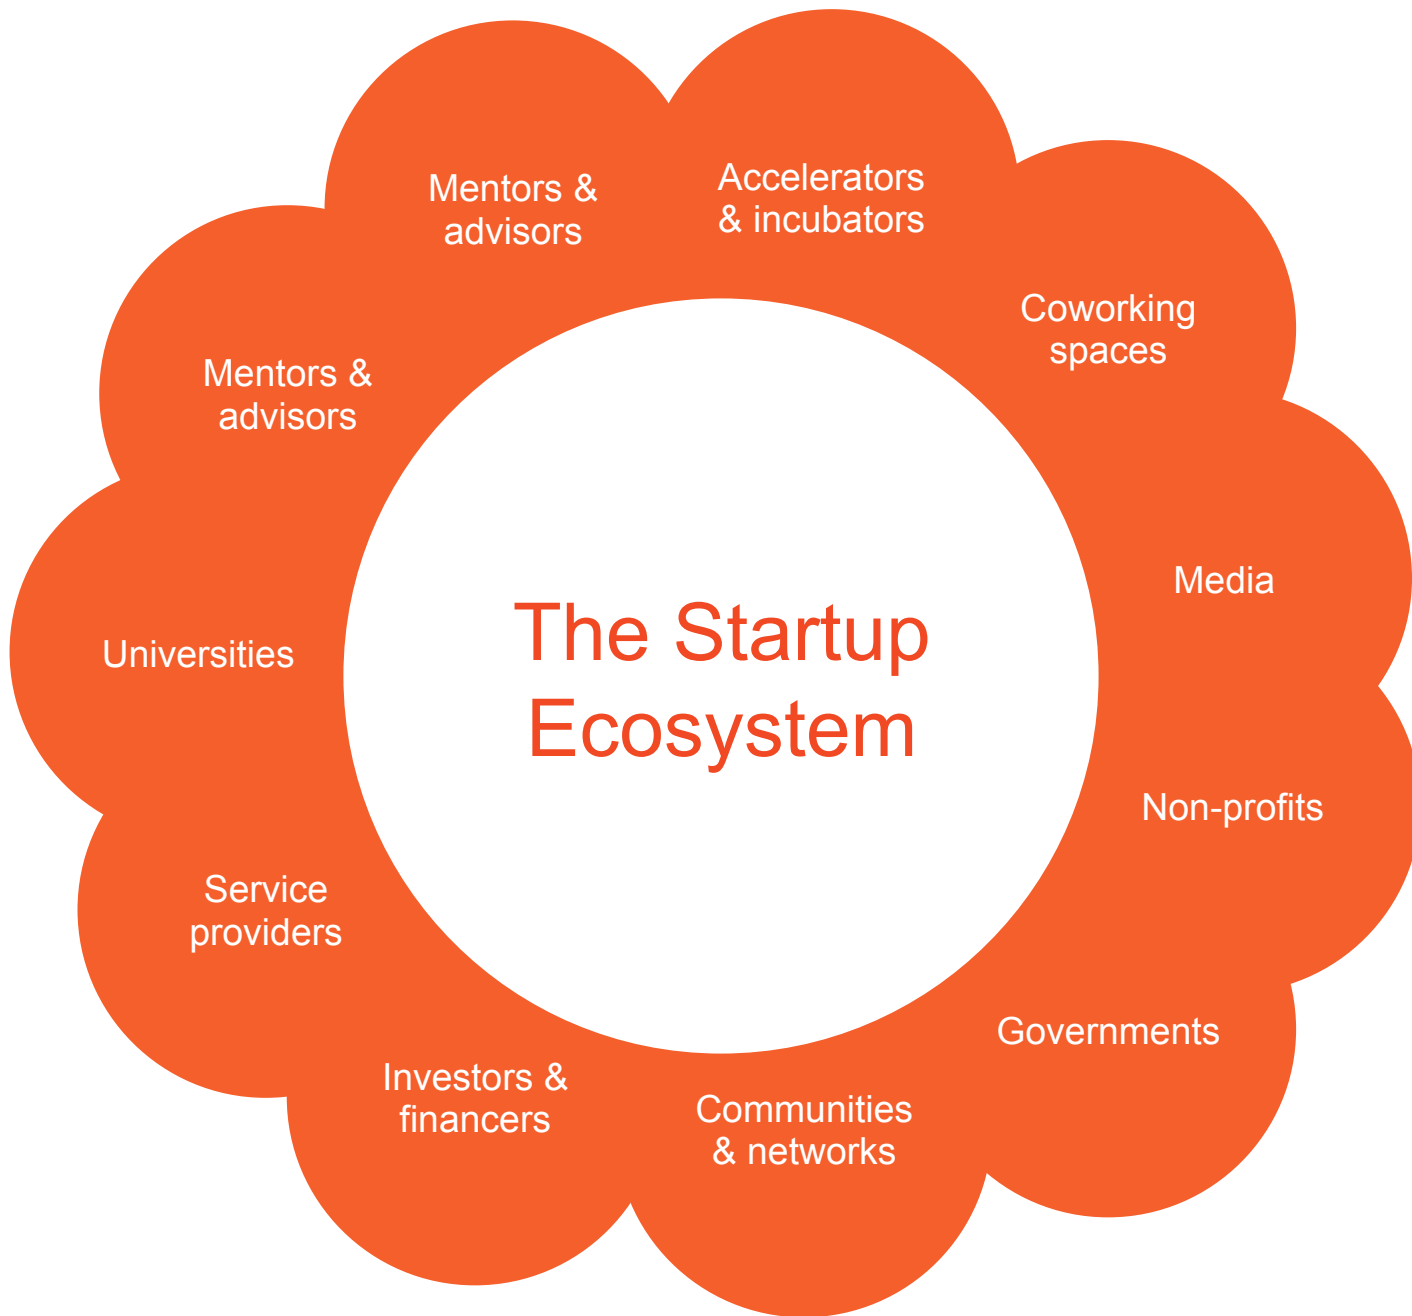 Mentors &
advisors
Accelerators
& incubators
Coworking
spaces
Mentors &
advisors
Media
The Startup
Ecosystem
Universities
Non-profits
Service
providers
Governments
Investors &
financers
Communities
& networks